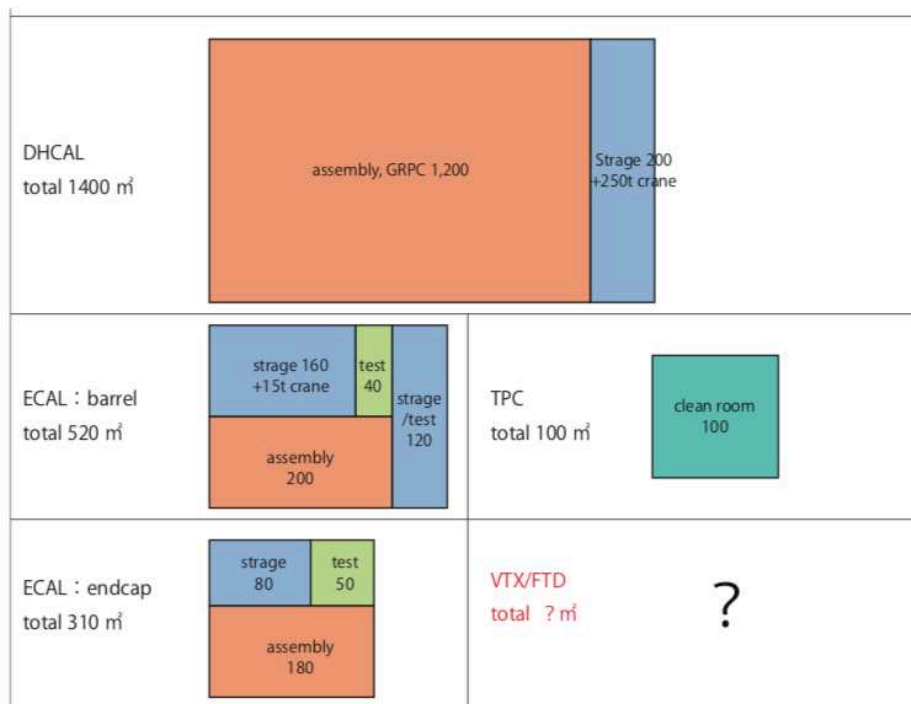 DHCAL
total 1400 ㎡
assembly, GRPC 1,200
Strage 200
+250t crane
ECAL：barrel
total 520 ㎡
strage 160
+15t crane
test
40
strage
/test
120
assembly
200
TPC
total 100 ㎡
clean room
100
ECAL：endcap
total 310 ㎡
strage
80
test
50
assembly
180
VTX/FTD
total ？㎡
?